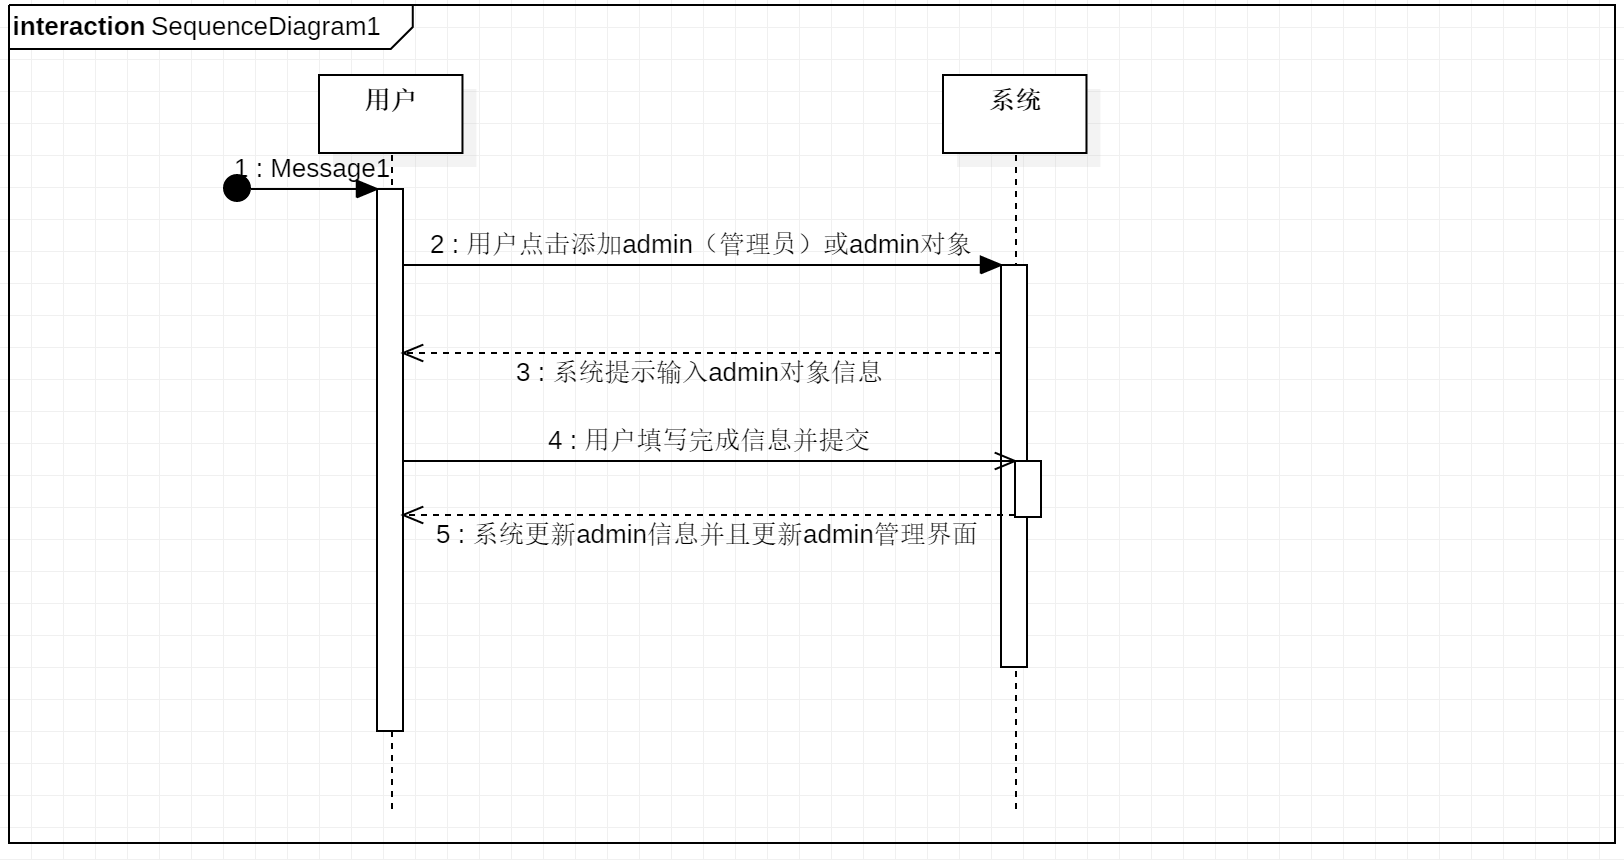 interaction SequenceDiagram1
用户
系统
1 : Message1
2 : 用户点击添加admin（管理员）或admin对象
3 : 系统提示输入admin对象信息
4 : 用户填写完成信息并提交
5 : 系统更新admin信息并且更新admin管理界面